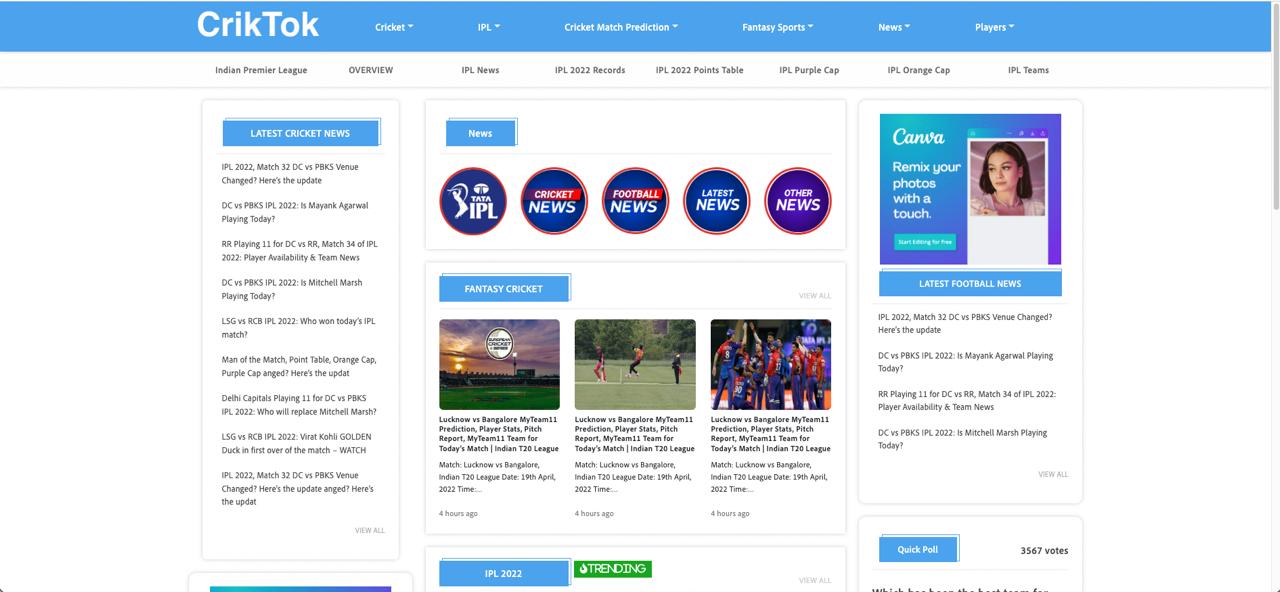 CrikTok
Cricket
IPL
Cricket Match Prediction
Fantasy Sports
News
Players
Indian Premier League
OVERVIEW
IPL News
IPL 2022 Records
IPL 2022 Points Table
IPL Purple Cap
IPL Orange Cap
IPL Teams
LATEST CRICKET NEWS
IPL 2022, Match 32 DC vs PBKS Venue
Changed? Here's the update
DC vs PBKS IPL 2022: Is Mayank Agarwal
Playing Today?
RR Playing 11 for DC vs RR, Match 34 of IPL
2022: Player Availability & Team News
DC vs PBKS IPL 2022: Is Mitchell Marsh
Playing Today?
LSG vs RCB IPL 2022: Who won today's IPL
match?
Man of the Match, Point Table, Orange Cap,
Purple Cap anged? Here's the updat
Delhi Capitals Playing 11 for DC vs PBKS
IPL 2022: Who will replace Mitchell Marsh?
LSG vs RCB IPL 2022: Virat Kohli GOLDEN
Duck in first over of the match – WATCH
IPL 2022, Match 32 DC vs PBKS Venue
Changed? Here's the update anged? Here's
the updat
VIEW ALL
News
TATA
IPL
CRICKET
NEWS
FOOTBALL
NEWS
LATEST
NEWS
OTHER
NEWS
FANTASY CRICKET
VIEW ALL
EUROPEAN
CRICKET
Lucknow vs Bangalore MyTeam11
Prediction, Player Stats, Pitch
Report, MyTeam11 Team for
Today's Match | Indian T20 League
Match: Lucknow vs Bangalore,
Indian T20 League Date: 19th April,
2022 Time:...
4 hours ago
Lucknow vs Bangalore MyTeam11
Prediction, Player Stats, Pitch
Report, MyTeam11 Team for
Today's Match | Indian T20 League
Match: Lucknow vs Bangalore,
Indian T20 League Date: 19th April,
2022 Time:...
4 hours ago
Lucknow vs Bangalore MyTeam11
Prediction, Player Stats, Pitch
Report, MyTeam11 Team for
Today's Match | Indian T20 League
Match: Lucknow vs Bangalore,
Indian T20 League Date: 19th April,
2022 Time:...
4 hours ago
IPL 2022
TRENDING
VIEW ALL
Canva
Remix your
photos
with a
touch.
Start Editing for Free
LATEST FOOTBALL NEWS
IPL 2022, Match 32 DC vs PBKS Venue Changed?
Here's the update
DC vs PBKS IPL 2022: Is Mayank Agarwal Playing
Today?
RR Playing 11 for DC vs RR, Match 34 of IPL 2022:
Player Availability & Team News
DC vs PBKS IPL 2022: Is Mitchell Marsh Playing
Today?
VIEW ALL
Quick Poll
3567 votes
Which has been the best team for